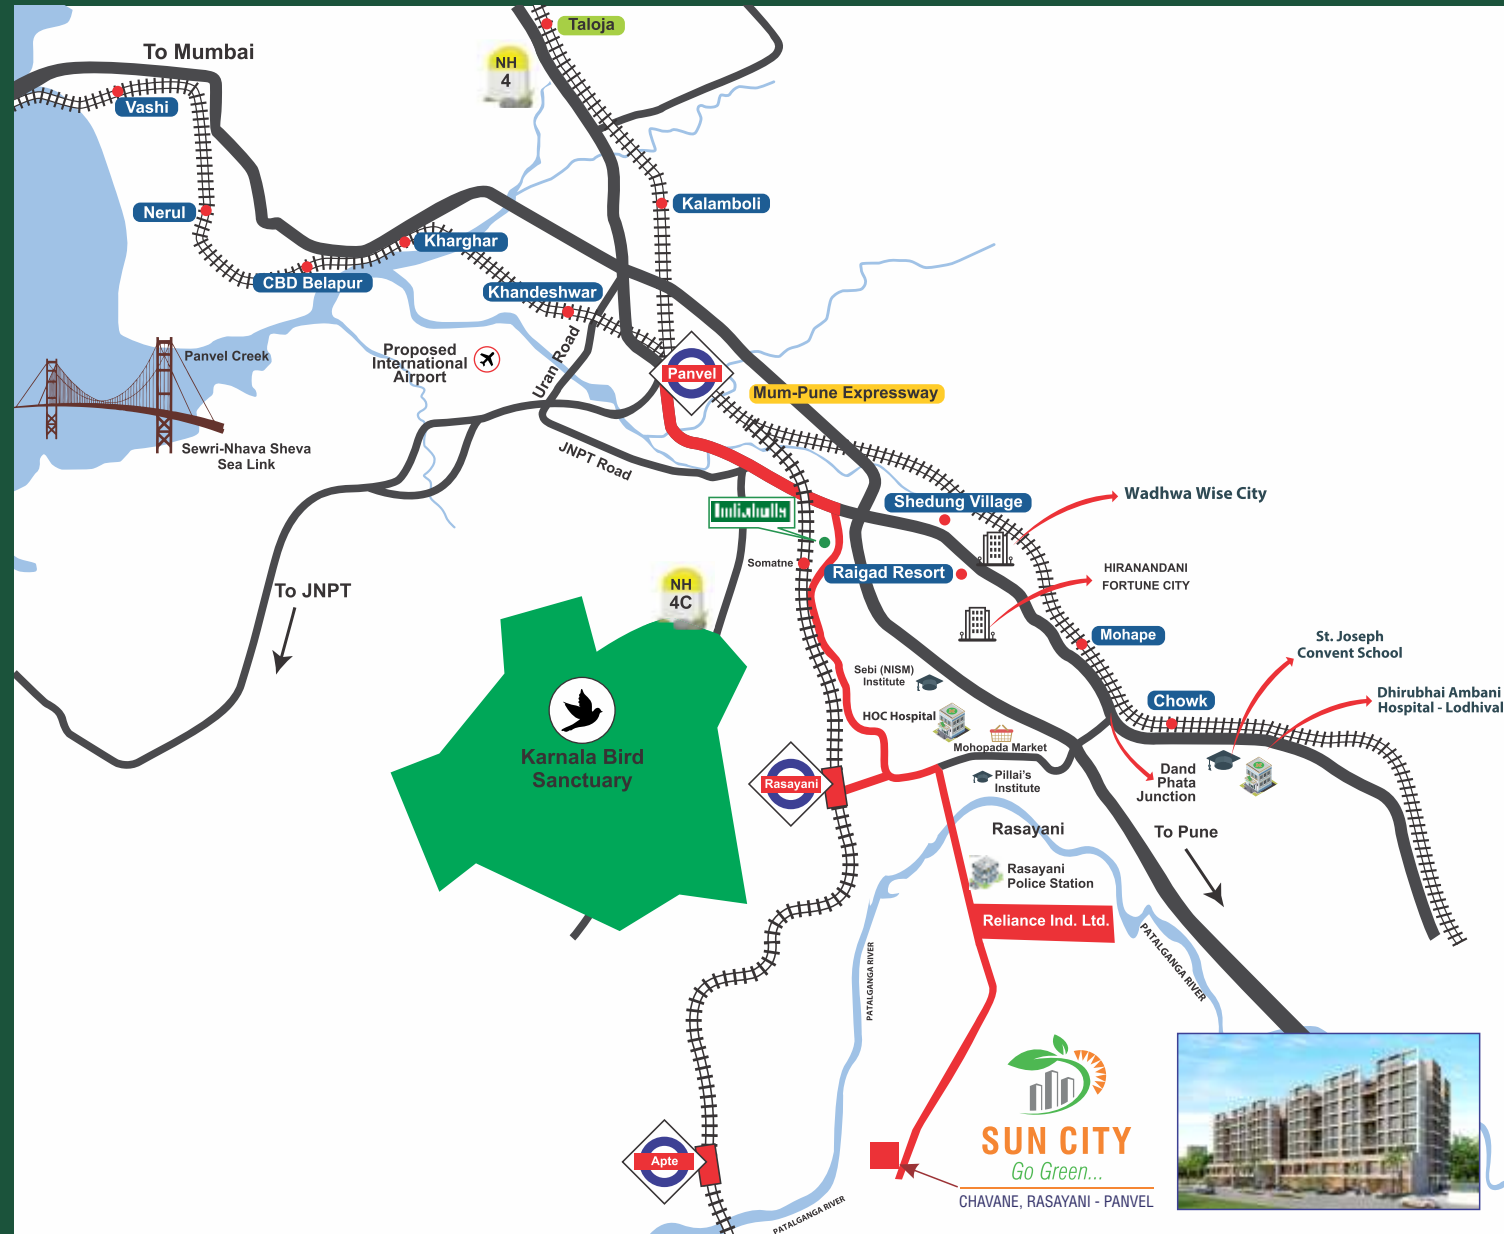 Taloja
To Mumbai
NH
4
Vashi
Kalamboli
Nerul
Kharghar
CBD Belapur
Khandeshwar
Panvel Creek
Proposed
International
Airport
Uran Road
Panvel
Mum-Pune Expressway
Sewri-Nhava Sheva
Sea Link
JNPT Road
Wadhwa Wise City
Shedung Village
Indiabulls
Somatne
Raigad Resort
HIRANANDANI
FORTUNE CITY
To JNPT
NH
4C
Mohape
St. Joseph
Convent School
Sebi (NISM)
Institute
Chowk
Dhirubhai Ambani
Hospital - Lodhival
HOC Hospital
Mohopada Market
Karnala Bird
Sanctuary
Dand
Phata
Junction
Rasayani
Pillai's
Institute
Rasayani
To Pune
Rasayani
Police Station
Reliance Ind. Ltd.
PATALGANGA RIVER
PATALGANGA RIVER
SUN CITY
Go Green...
CHAVANE, RASAYANI - PANVEL
Apte
PATALGANGA RIVER